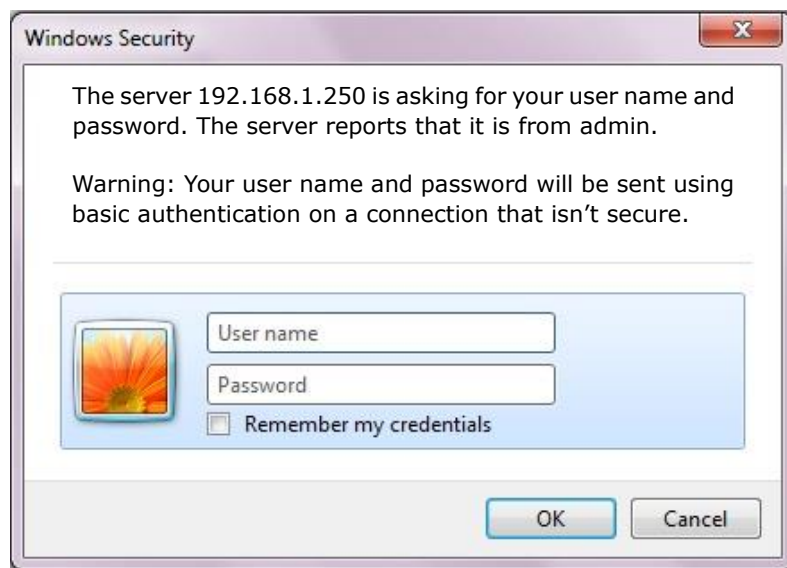 Windows Security
The server 192.168.1.250 is asking for your user name and
password. The server reports that it is from admin.
Warning: Your user name and password will be sent using
basic authentication on a connection that isn’t secure.
User name
Password
Remember my credentials
OK
Cancel